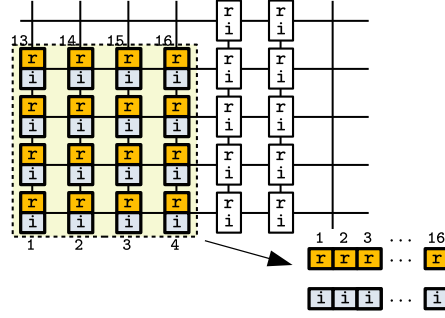 r r
i i
13 14 15 16
r r r r r r
i i i i i i
r r r r r r
i i i i i i
r r r r r r
i i i i i i
r r r r r r
i i i i i i
1 2 3 4
1 2 3 ... 16
r r r ... r
i i i ... i